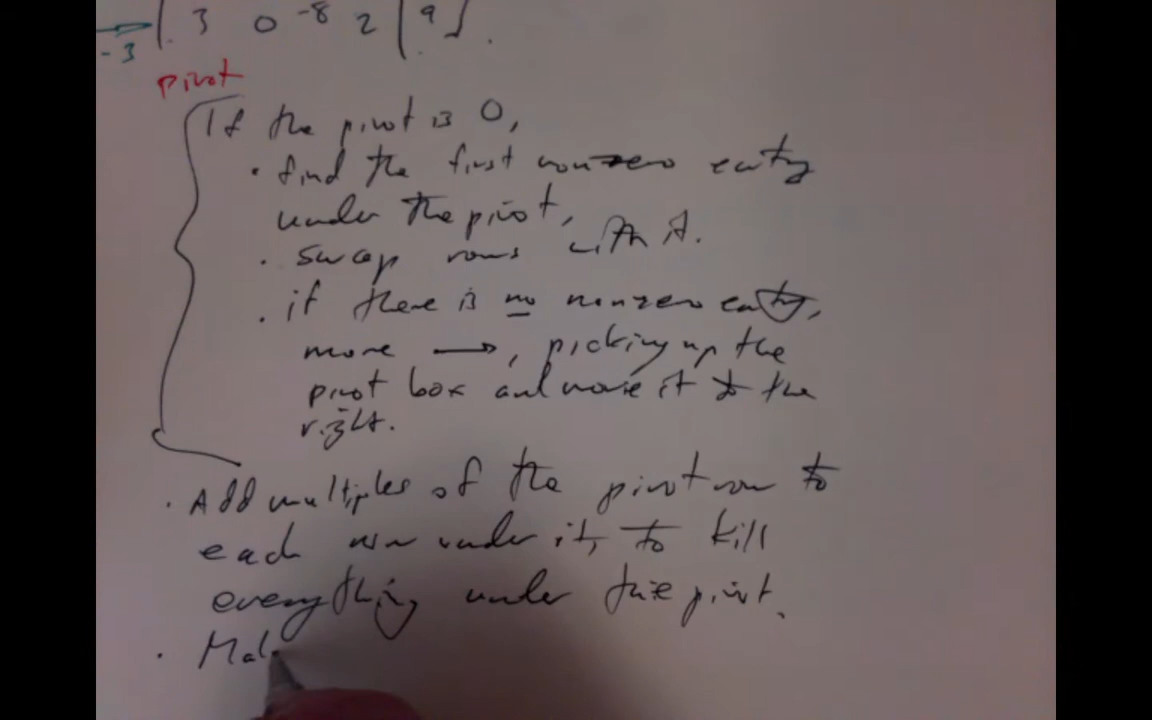 3 0 -8 2 | 9 ].
-3
pivot
If the pivot is 0,
· find the first nonzero entry
under the pivot,
· swap rows with it.
· if there is no nonzero entry,
move →, picking up the
pivot box and move it to the
right.
· Add multiples of the pivot row to
each row under it, to kill
everything under the pivot.
· Mak